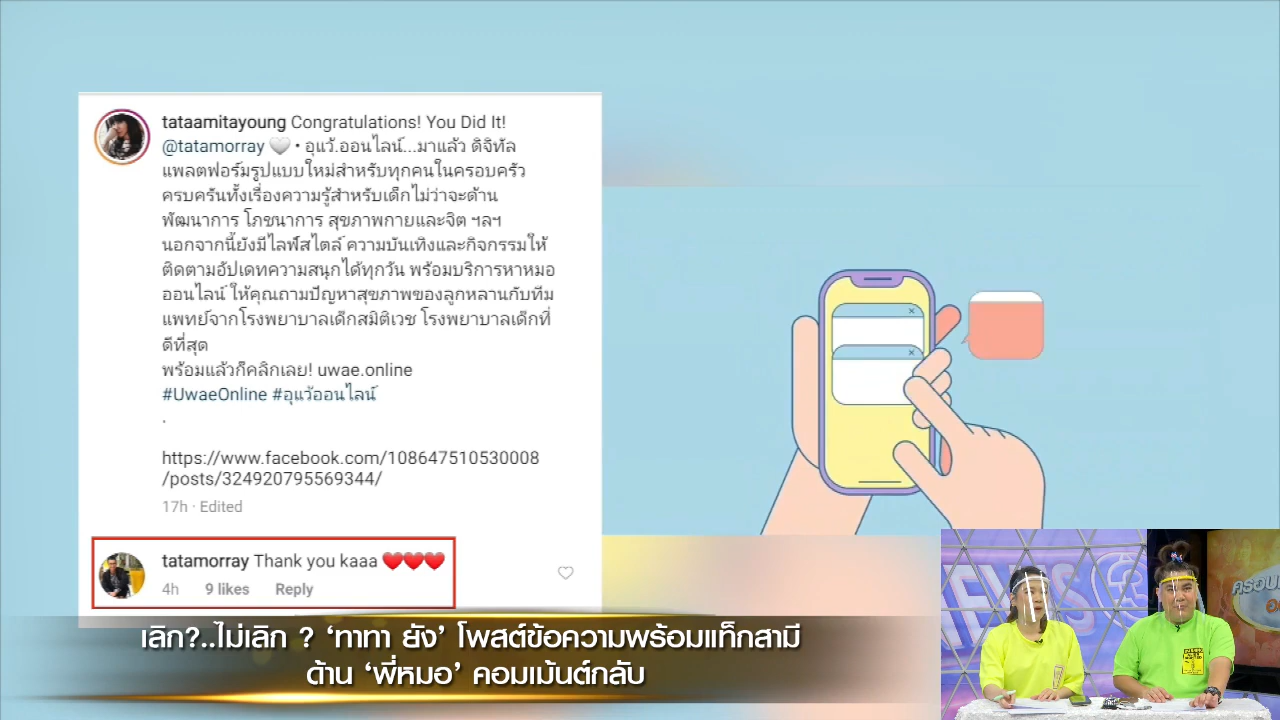 tataamitayoung Congratulations! You Did It!
@tatamorray 🤍 • อุแว้.ออนไลน์...มาแล้ว ดิจิทัล
แพลตฟอร์มรูปแบบใหม่สำหรับทุกคนในครอบครัว
ครบครันทั้งเรื่องความรู้สำหรับเด็กไม่ว่าจะด้าน
พัฒนาการ โภชนาการ สุขภาพกายและจิต ฯลฯ
นอกจากนี้ยังมีไลฟ์สไตล์ ความบันเทิงและกิจกรรมให้
ติดตามอัปเดทความสนุกได้ทุกวัน พร้อมบริการหาหมอ
ออนไลน์ ให้คุณถามปัญหาสุขภาพของลูกหลานกับทีม
แพทย์จากโรงพยาบาลเด็กสมิติเวช โรงพยาบาลเด็กที่
ดีที่สุด
พร้อมแล้วก็คลิกเลย! uwae.online
#UwaeOnline #อุแว้ออนไลน์
.
https://www.facebook.com/108647510530008
/posts/324920795569344/
17h · Edited
tatamorray Thank you kaaa ❤️❤️❤️
4h 9 likes Reply
เลิก?..ไม่เลิก ? ‘ทาทา ยัง’ โพสต์ข้อความพร้อมแท็กสามี
ด้าน ‘พี่หมอ’ คอมเม้นต์กลับ
NEWS